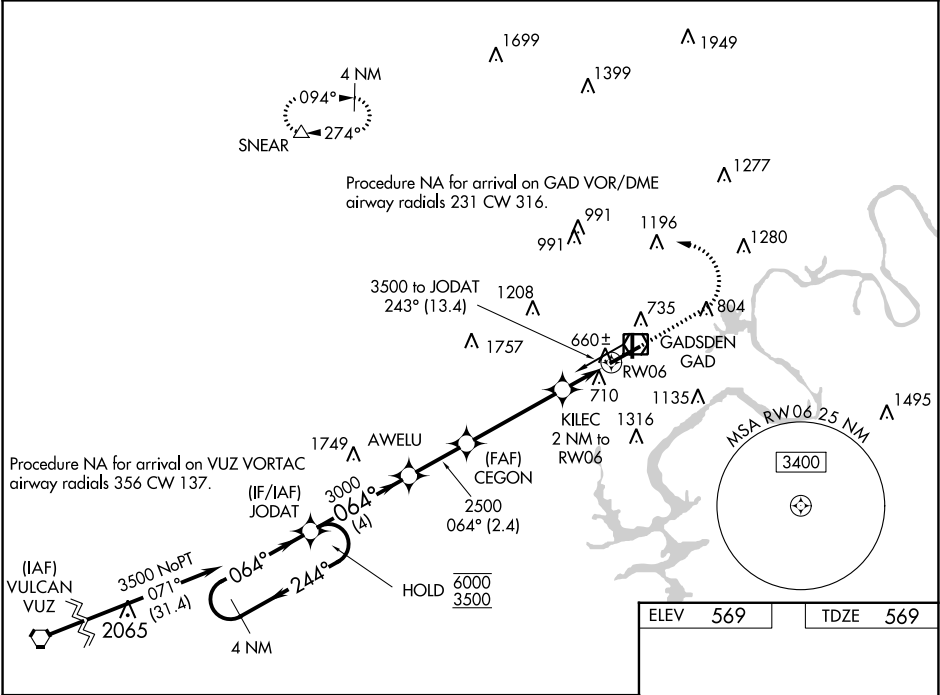 1699
1949
4 NM
1399
094°
274°
SNEAR
1277
Procedure NA for arrival on GAD VOR/DME
airway radials 231 CW 316.
991
991
1196
1280
3500 to JODAT
243° (13.4)
1208
735
804
1757
660±
GADSDEN
GAD
RW06
710
1135
1495
KILEC
2 NM to
RW06
1316
MSA RW06 25 NM
3400
1749
AWELU
(FAF)
CEGON
Procedure NA for arrival on VUZ VORTAC
airway radials 356 CW 137.
(IF/IAF)
JODAT
3000
064°
(4)
2500
064° (2.4)
(IAF)
VULCAN
VUZ
3500 NoPT
071°
(31.4)
2065
064°
244°
HOLD 6000
3500
4 NM
ELEV 569
TDZE 569